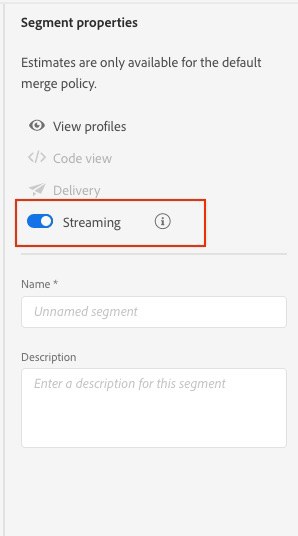 Segment properties
Estimates are only available for the default
merge policy.
View profiles
Code view
Delivery
Streaming
Name *
Unnamed segment
Description
Enter a description for this segment